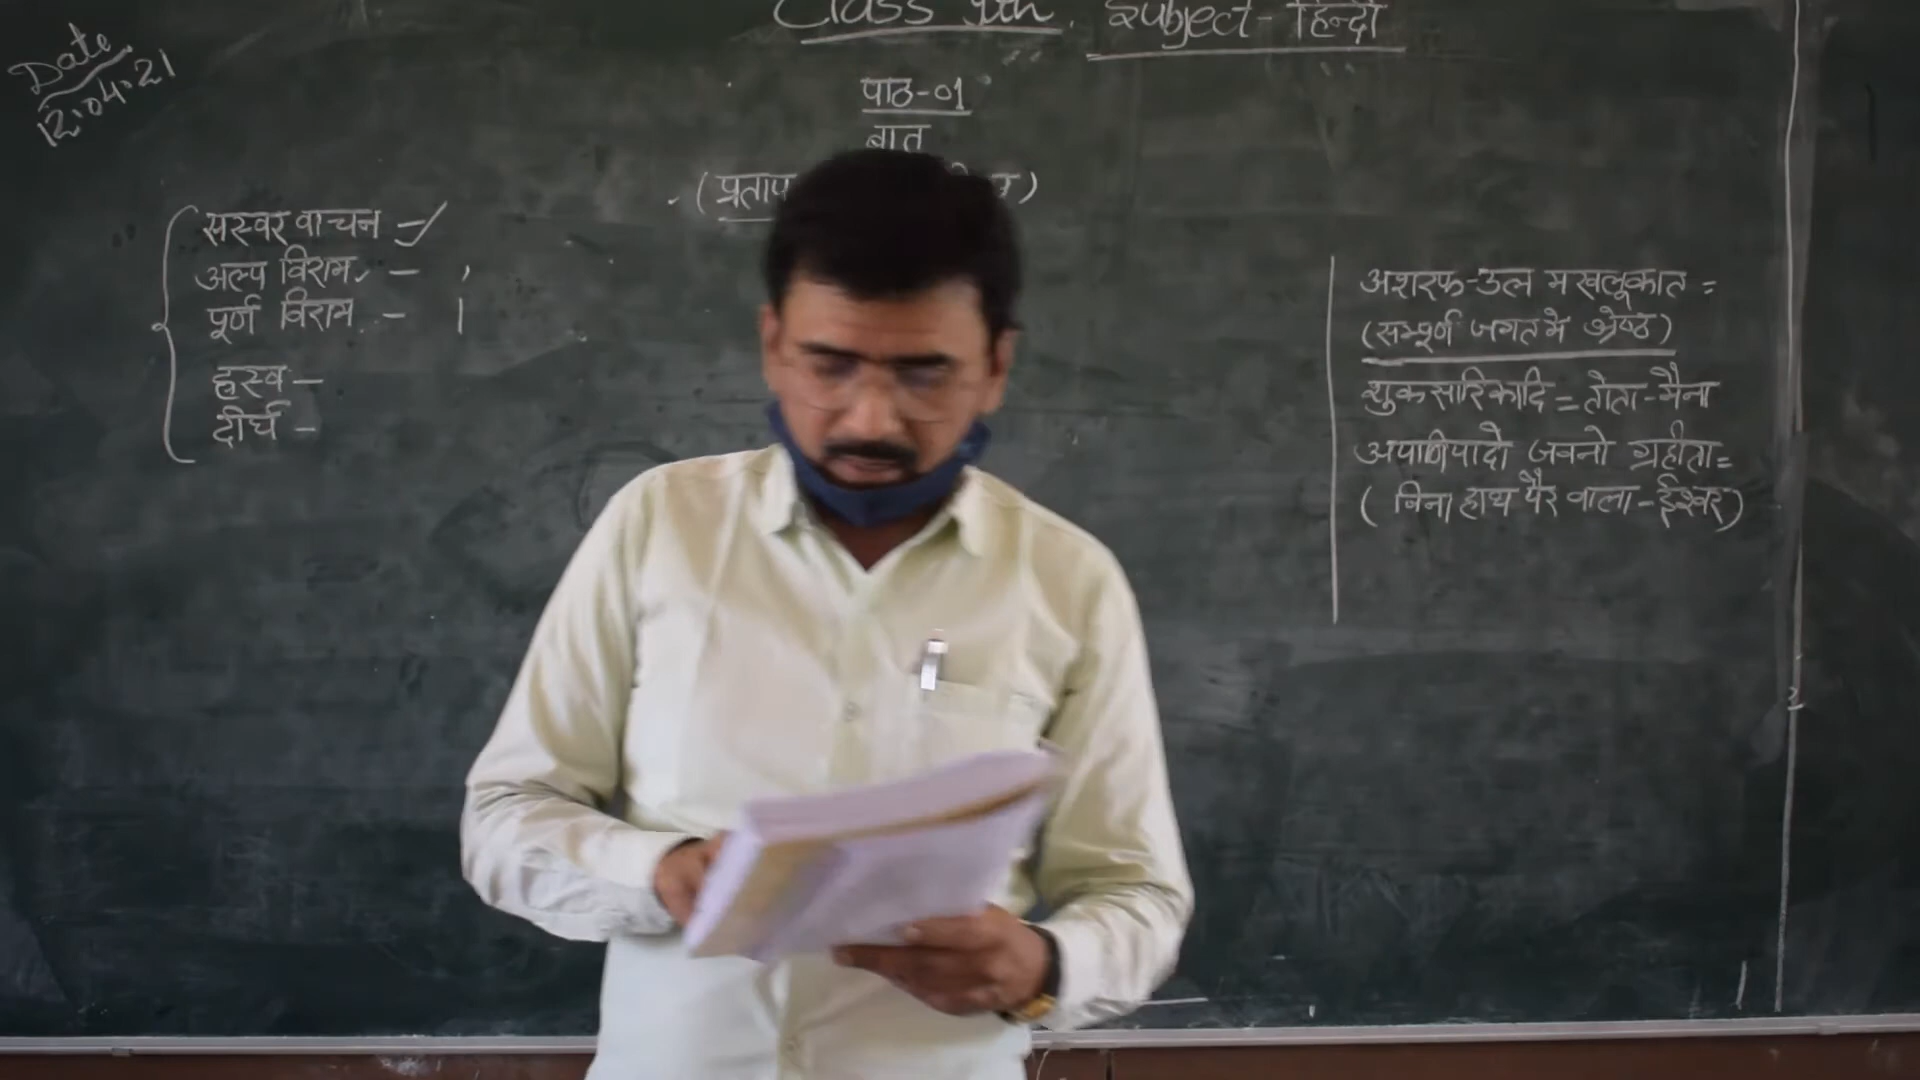 Date
12.04.21
Class 9th. Subject - हिन्दी
पाठ-01
बात
(प्रताप
सस्वर वाचन -
अल्प विराम - ,
पूर्ण विराम - ।
ह्रस्व -
दीर्घ -
अशरफ-उल मखलूकात =
(सम्पूर्ण जगत में श्रेष्ठ)
शुकसारिकादि = तोता-मैना
अपाणिपादो जवनो ग्रहीता =
( बिना हाथ पैर वाला - ईश्वर)